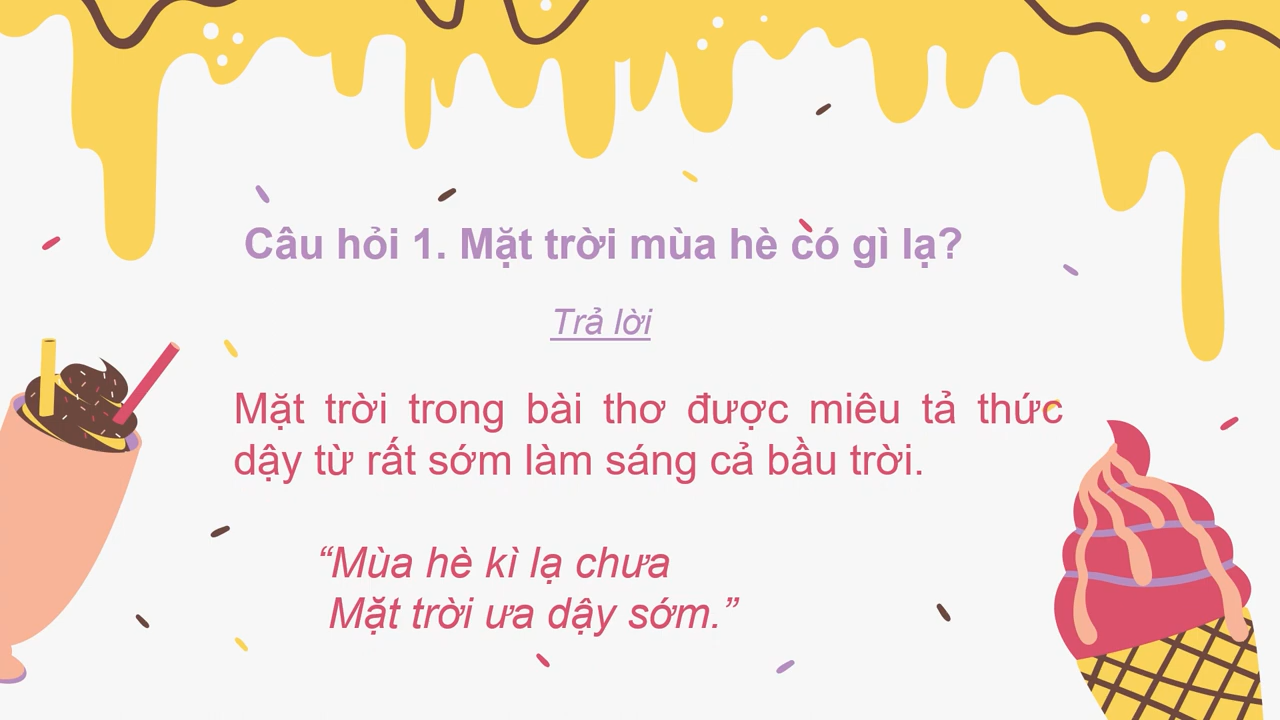 Câu hỏi 1. Mặt trời mùa hè có gì lạ?
Trả lời
Mặt trời trong bài thơ được miêu tả thức
dậy từ rất sớm làm sáng cả bầu trời.
“Mùa hè kì lạ chưa
Mặt trời ưa dậy sớm.”